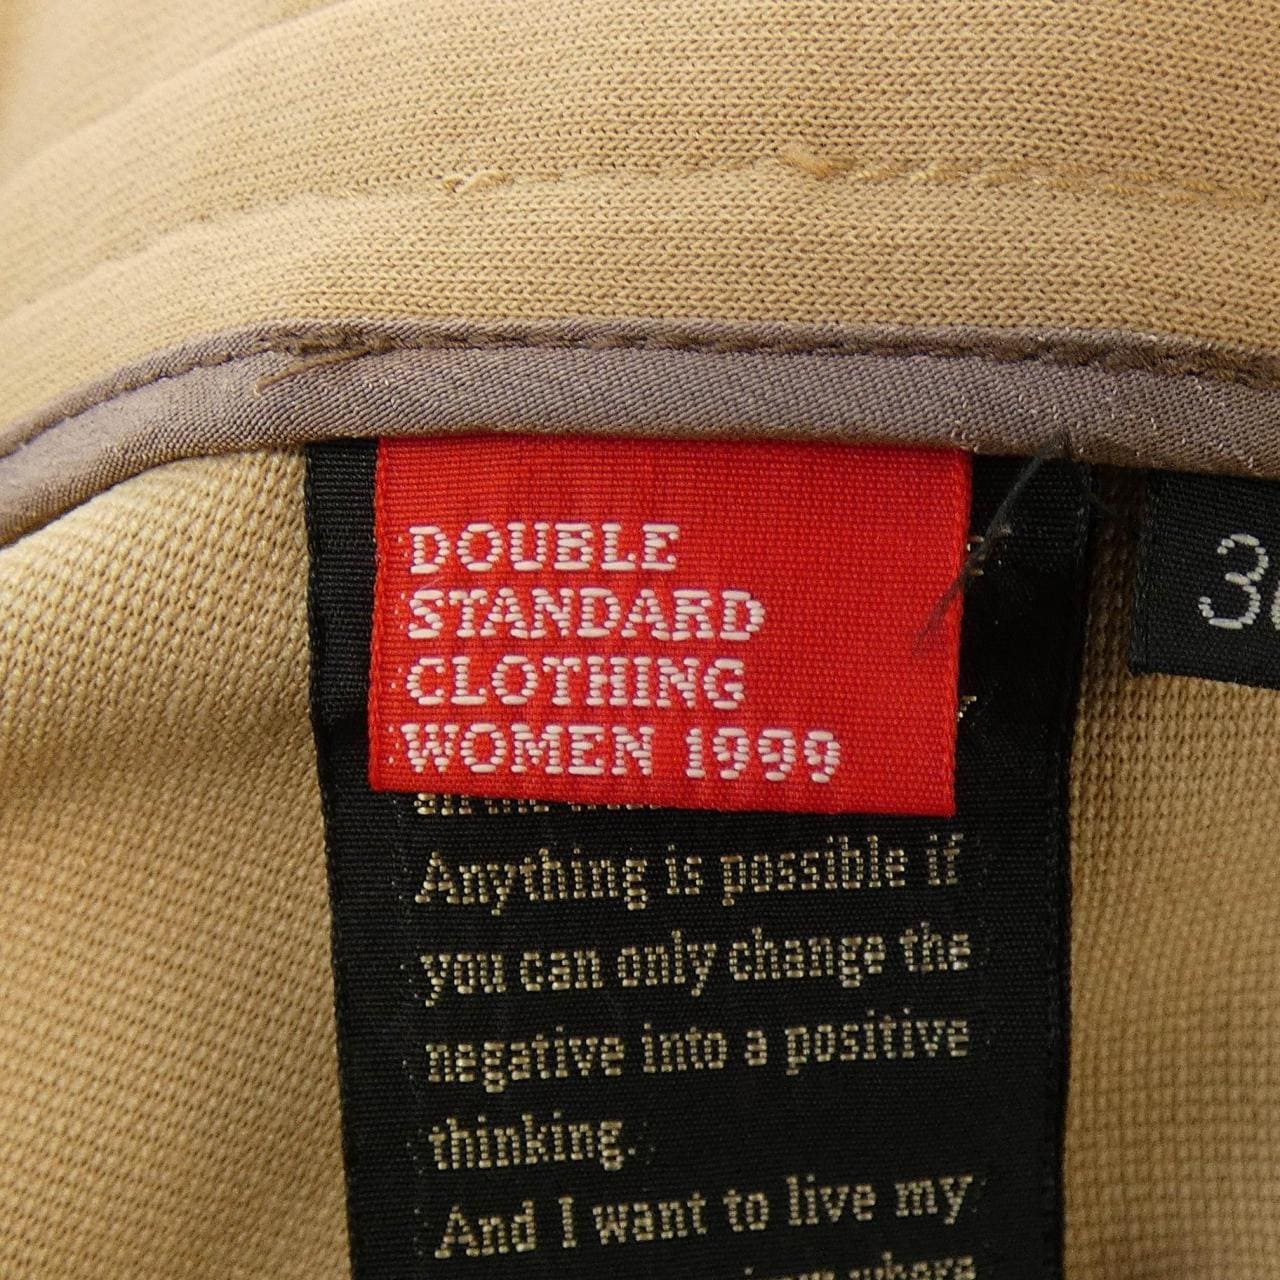 DOUBLE
STANDARD
CLOTHING
WOMEN 1999
Anything is possible if
you can only change the
negative into a positive
thinking.
And I want to live my
where